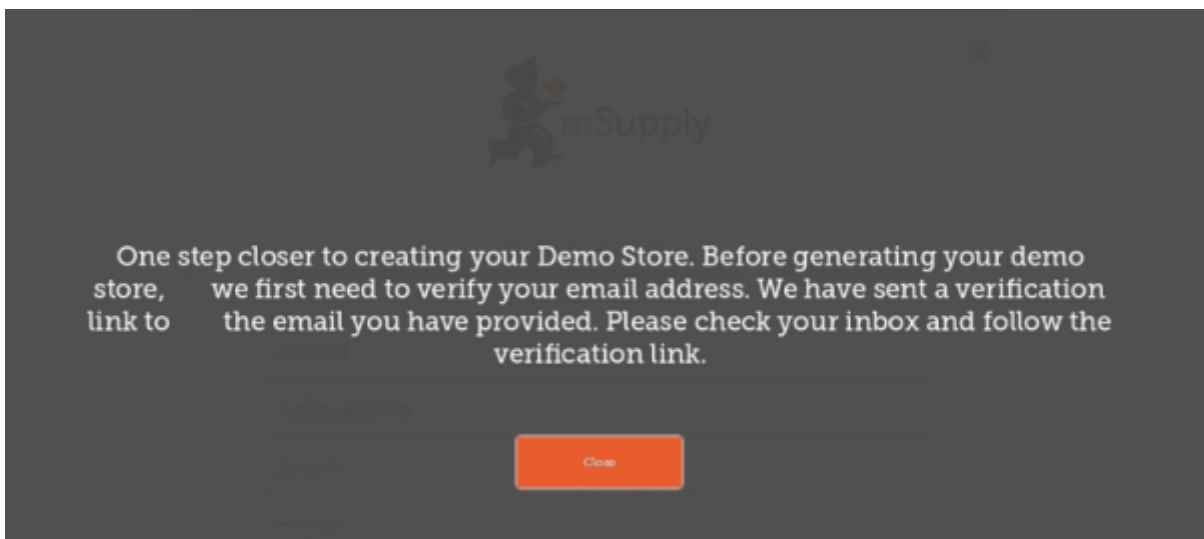 mSupply
One step closer to creating your Demo Store. Before generating your demo
store, we first need to verify your email address. We have sent a verification
link to the email you have provided. Please check your inbox and follow the
verification link.
Close